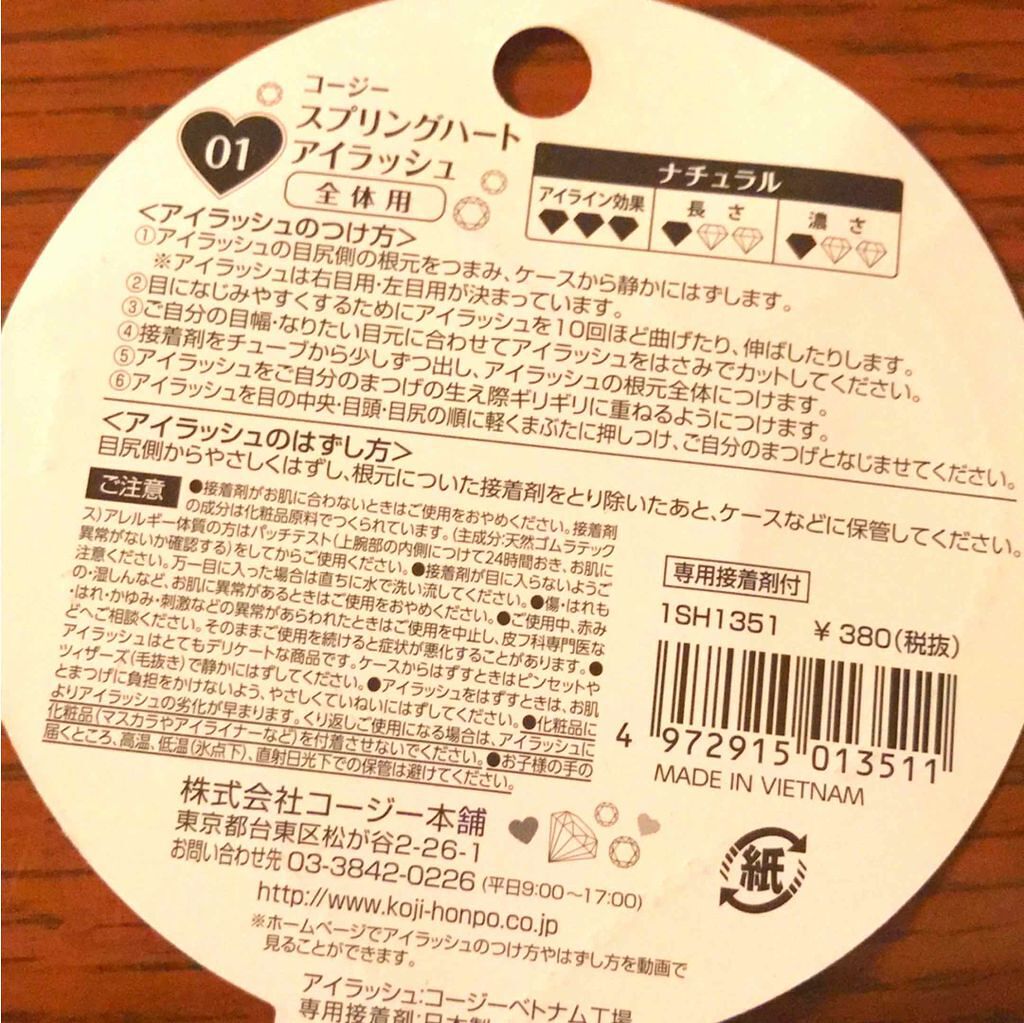 コージー
スプリングハート
01
アイラッシュ
全体用
ナチュラル
アイライン効果 長さ 濃さ
<アイラッシュのつけ方>
①アイラッシュの目尻側の根元をつまみ、ケースから静かにはずします。
※アイラッシュは右目用・左目用が決まっています。
②目になじみやすくするためにアイラッシュを10回ほど曲げたり、伸ばしたりします。
③ご自分の目幅・なりたい目元に合わせてアイラッシュをはさみでカットしてください。
④接着剤をチューブから少しずつ出し、アイラッシュの根元全体につけます。
⑤アイラッシュをご自分のまつげの生え際ギリギリに重ねるようにつけます。
⑥アイラッシュを目の中央・目頭・目尻の順に軽くまぶたに押しつけ、ご自分のまつげとなじませてください。
<アイラッシュのはずし方>
目尻側からやさしくはずし、根元についた接着剤をとり除いたあと、ケースなどに保管してください。
ご注意 ●接着剤がお肌に合わないときはご使用をおやめください。接着剤
の成分は化粧品原料でつくられています。(主成分:天然ゴムラテック
ス)アレルギー体質の方はパッチテスト(上腕部の内側につけて24時間おき、お肌に
異常がないか確認する)をしてからご使用ください。●接着剤が目に入らないようご
注意ください。万一目に入った場合は直ちに水で洗い流してください。●傷・はれも
の・湿しんなど、お肌に異常があるときはご使用をおやめください。●ご使用中、赤み
・はれ・かゆみ・刺激などの異常があらわれたときはご使用を中止し、皮フ科専門医な
どへご相談ください。そのままご使用を続けると症状が悪化することがあります。●
アイラッシュはとてもデリケートな商品です。ケースからはずすときはピンセットや
ツィザーズ(毛抜き)で静かにはずしてください。●アイラッシュをはずすときは、お肌
とまつげに負担をかけないよう、やさしくていねいにはずしてください。●化粧品に
よりアイラッシュの劣化が早まります。くり返しご使用になる場合は、アイラッシュに
化粧品(マスカラやアイライナーなど)を付着させないでください。●お子様の手の
届くところ、高温、低温(氷点下)、直射日光下での保管は避けてください。
専用接着剤付
1SH1351 ¥380(税抜)
4 972915 013511
MADE IN VIETNAM
株式会社コージー本舗
東京都台東区松が谷2-26-1
お問い合わせ先 03-3842-0226 (平日9:00～17:00)
http://www.koji-honpo.co.jp
※ホームページでアイラッシュのつけ方やはずし方を動画で
見ることができます。
紙
アイラッシュ:コージーベトナム工場
専用接着剤:日本製